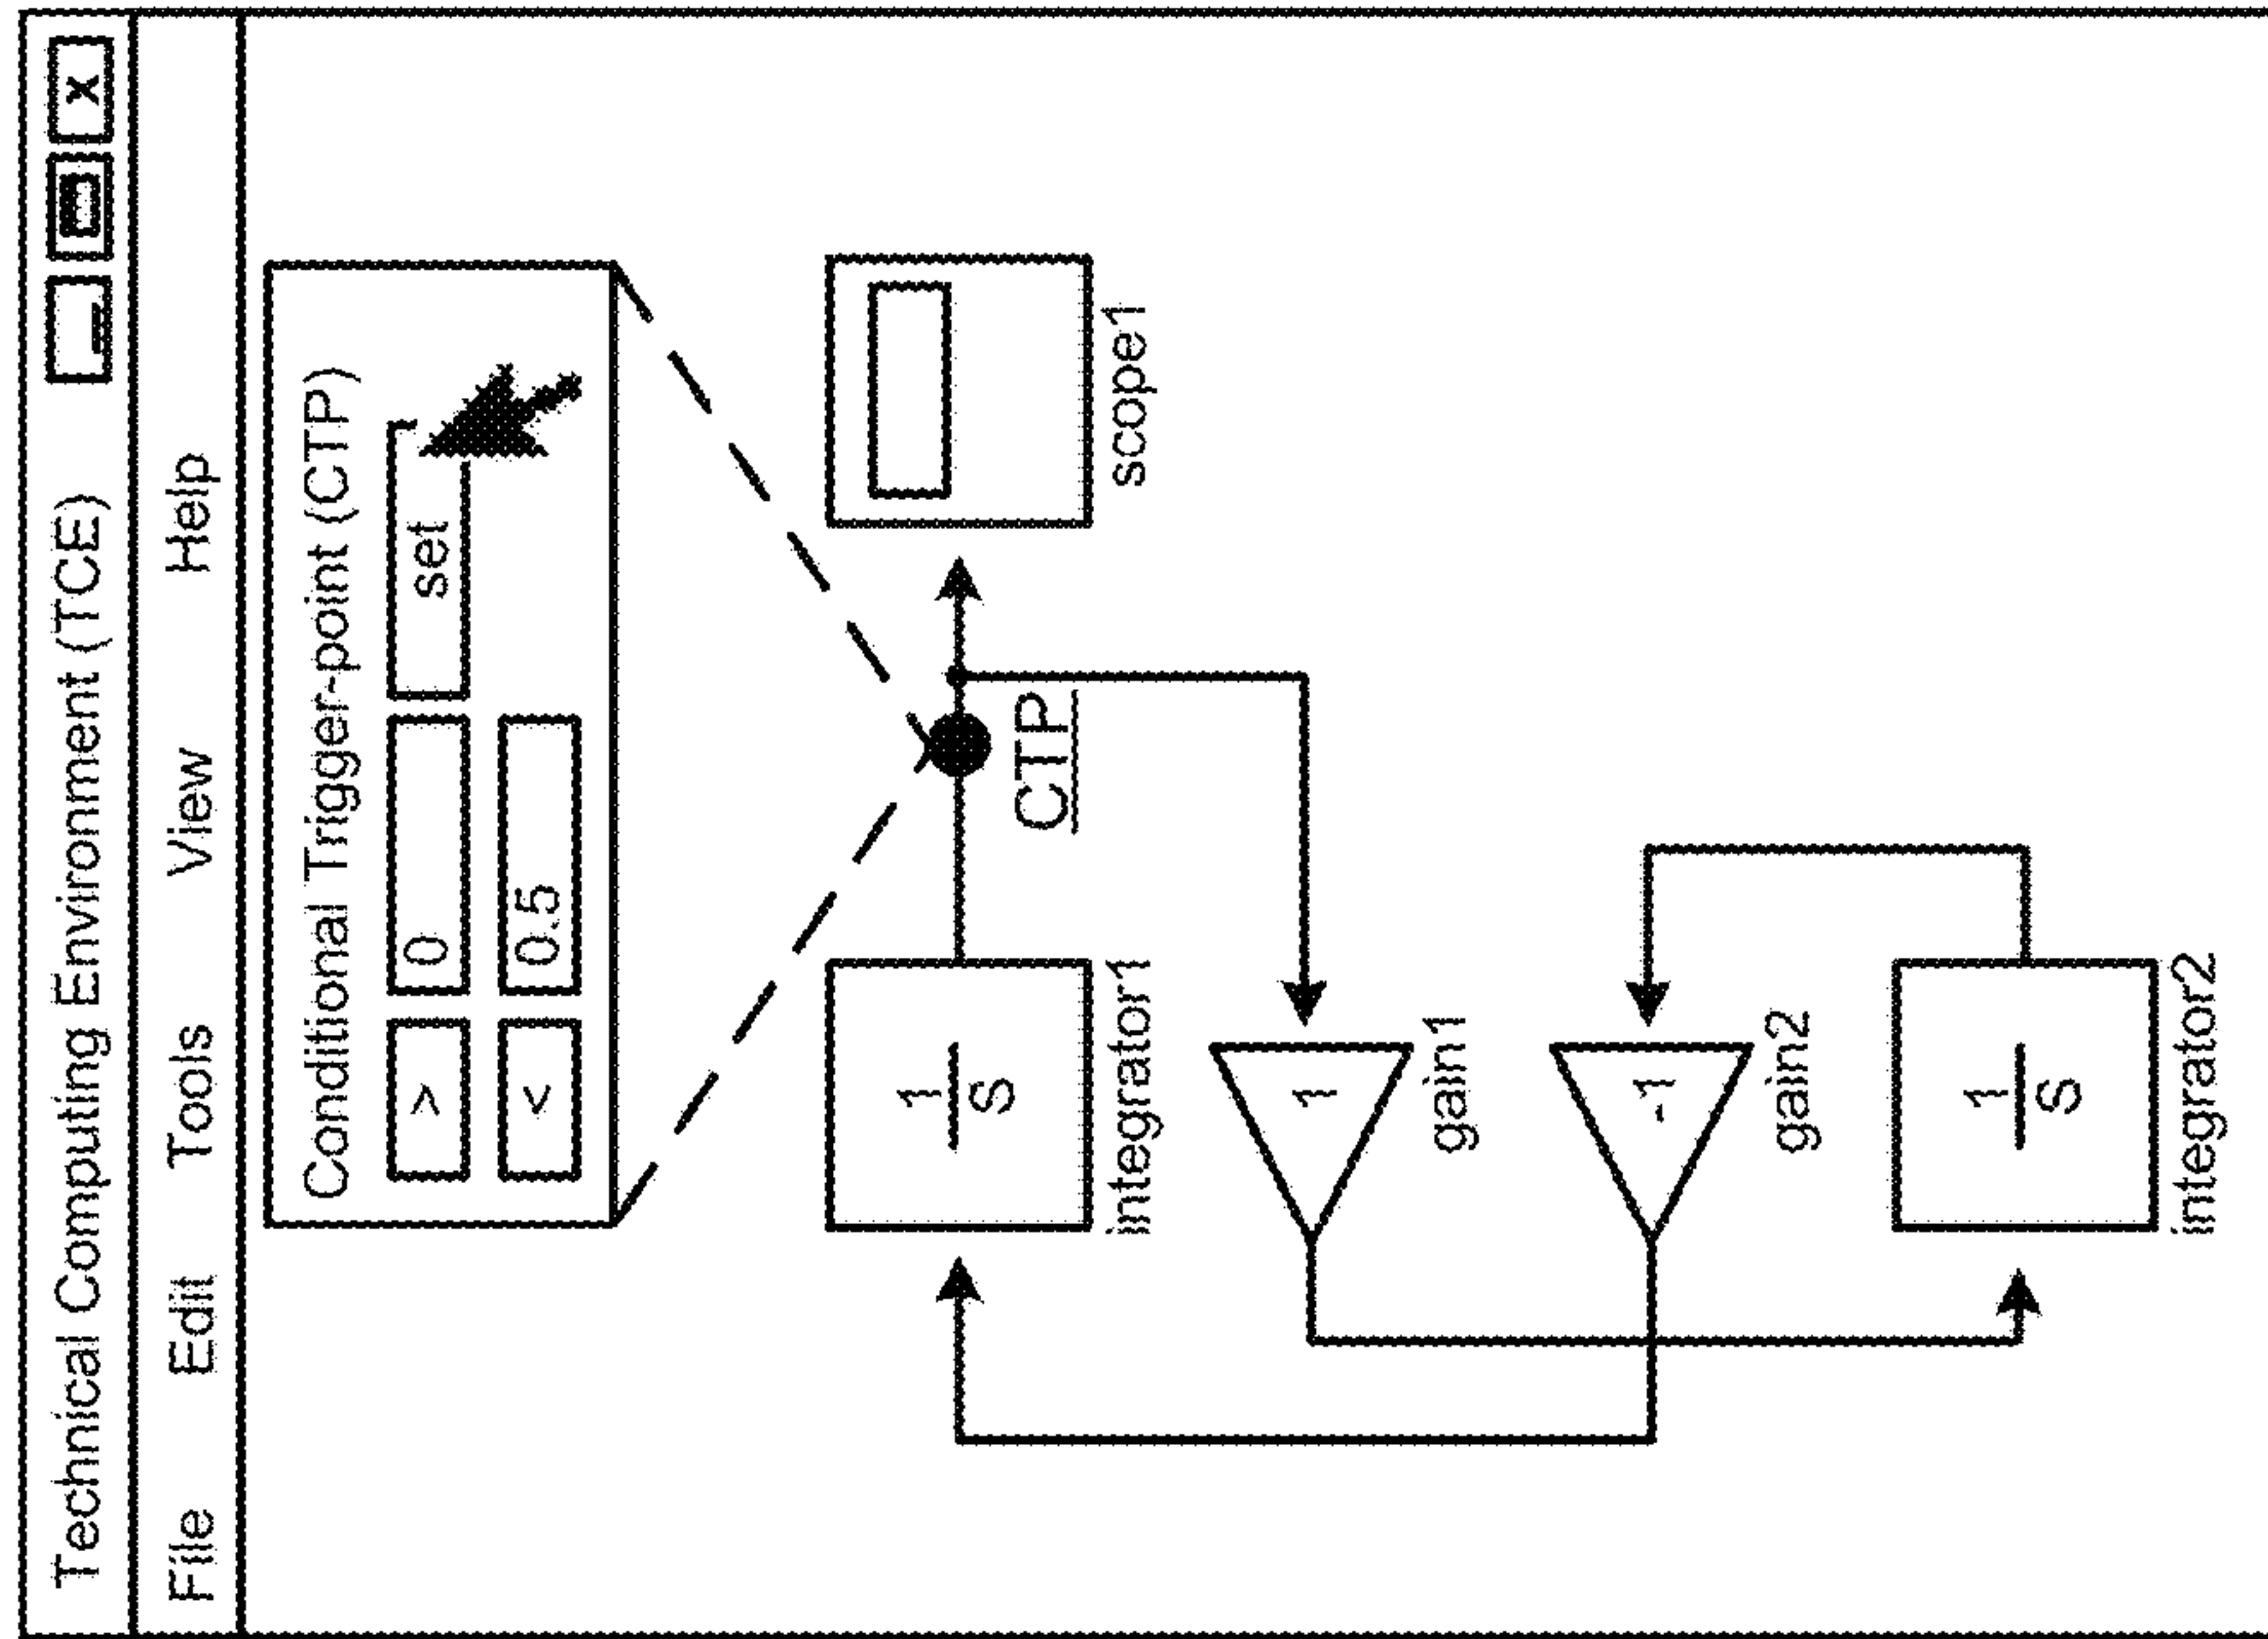 Technical Computing Environment (TCE) _ x
File Edit Tools View Help
Conditional Trigger-point (CTP)
> 0 set
< 0.5
1
S
integrator1
CTP
scope1
1
gain1
-1
gain2
1
S
integrator2